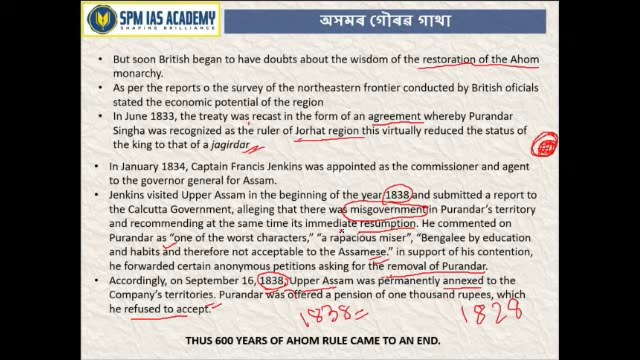 SPM IAS ACADEMY
SHAPING BRILLIANCE
অসমৰ গৌৰৱ গাথা
• But soon British began to have doubts about the wisdom of the restoration of the Ahom
monarchy.
• As per the reports o the survey of the northeastern frontier conducted by British oficials
stated the economic potential of the region
• In June 1833, the treaty was recast in the form of an agreement whereby Purandar
Singha was recognized as the ruler of Jorhat region this virtually reduced the status of
the king to that of a jagirdar
• In January 1834, Captain Francis Jenkins was appointed as the commissioner and agent
to the governor general for Assam.
• Jenkins visited Upper Assam in the beginning of the year 1838 and submitted a report to
the Calcutta Government, alleging that there was misgovernment in Purandar's territory
and recommending at the same time its immediate resumption. He commented on
Purandar as "one of the worst characters, "a rapacious miser", "Bengalee by education
and habits and therefore not acceptable to the Assamese." in support of his contention,
he forwarded certain anonymous petitions asking for the removal of Purandar.
• Accordingly, on September 16, 1838, Upper Assam was permanently annexed to the
Company's territories. Purandar was offered a pension of one thousand rupees, which
he refused to accept.
1838 1828
THUS 600 YEARS OF AHOM RULE CAME TO AN END.